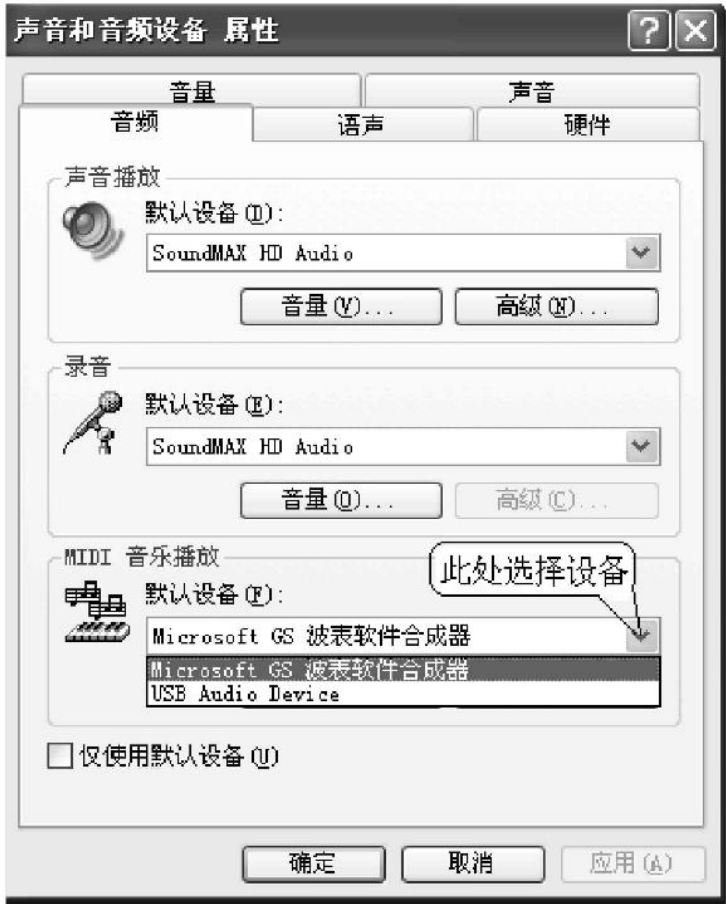 声音和音频设备 属性
音量
声音
音频
语声
硬件
声音播放
默认设备(D):
SoundMAX HD Audio
音量(V)...
高级(N)...
录音
默认设备(E):
SoundMAX HD Audio
音量(O)...
高级(C)...
MIDI 音乐播放
此处选择设备
默认设备(F):
Microsoft GS 波表软件合成器
Microsoft GS 波表软件合成器
USB Audio Device
仅使用默认设备(U)
确定
取消
应用(A)